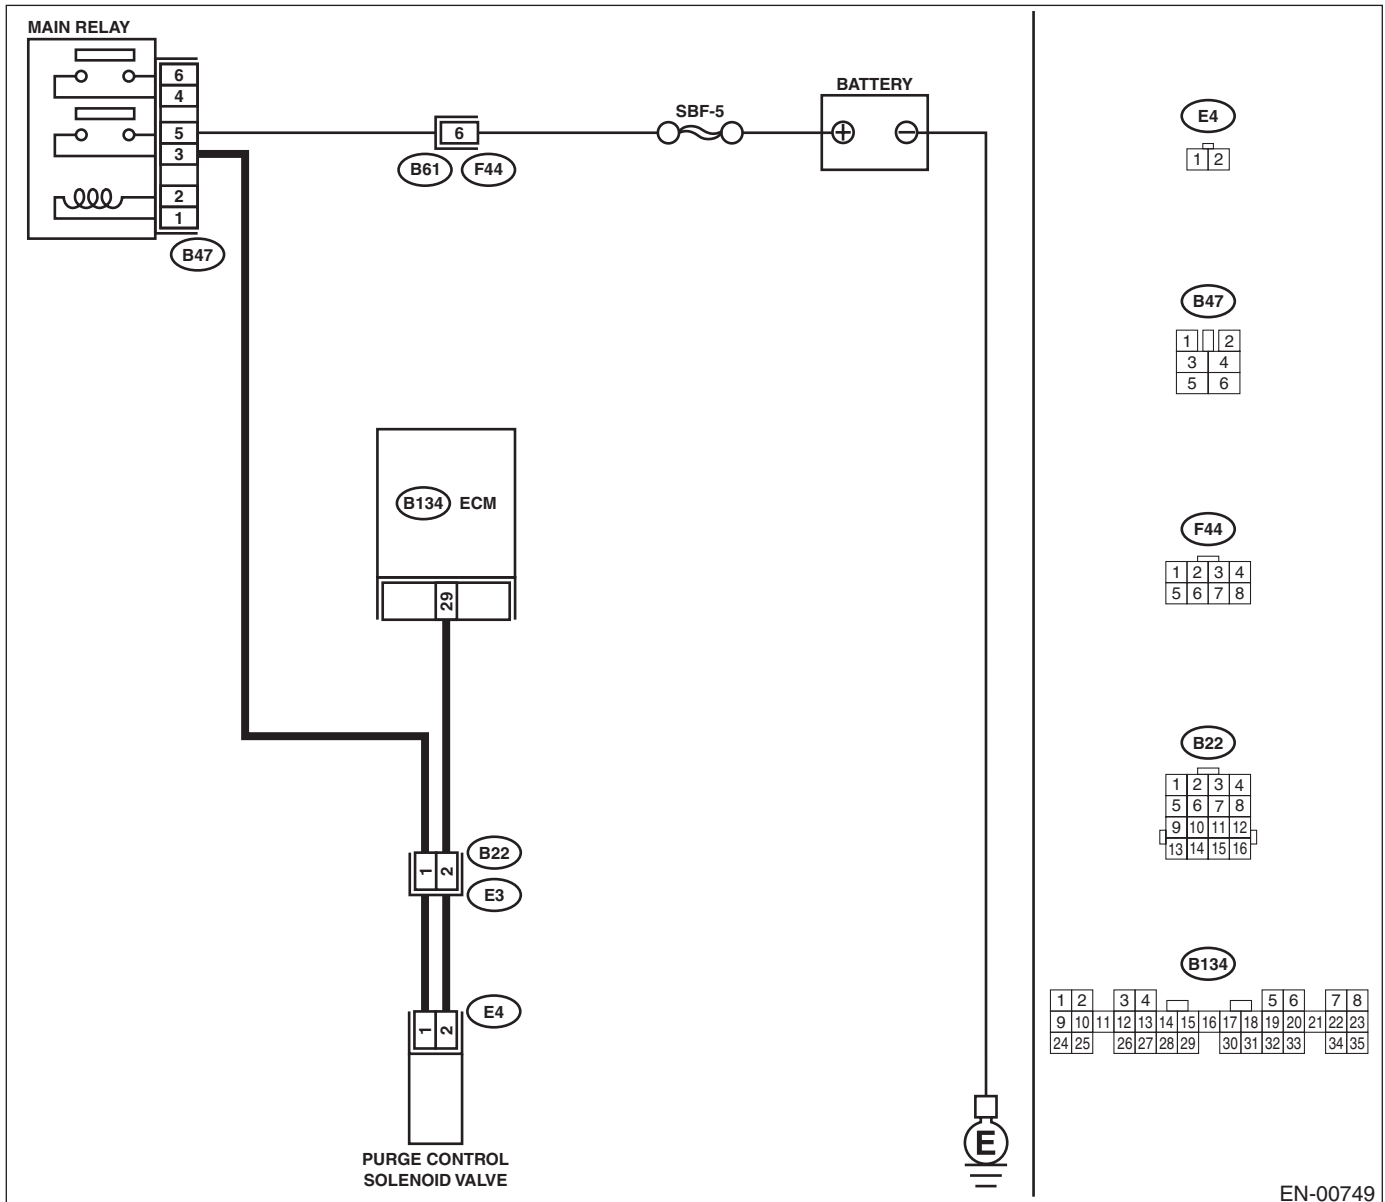 MAIN RELAY
6
4
5
3
2
1
B47
6
B61 F44
SBF-5
BATTERY
+ −
B134 ECM
29
B22
1 2
E3
E4
1 2
PURGE CONTROL
SOLENOID VALVE
E
E4
1 2
B47
1 2
3 4
5 6
F44
1 2 3 4
5 6 7 8
B22
1 2 3 4
5 6 7 8
9 10 11 12
13 14 15 16
B134
1 2 3 4 5 6 7 8
9 10 11 12 13 14 15 16 17 18 19 20 21 22 23
24 25 26 27 28 29 30 31 32 33 34 35
EN-00749